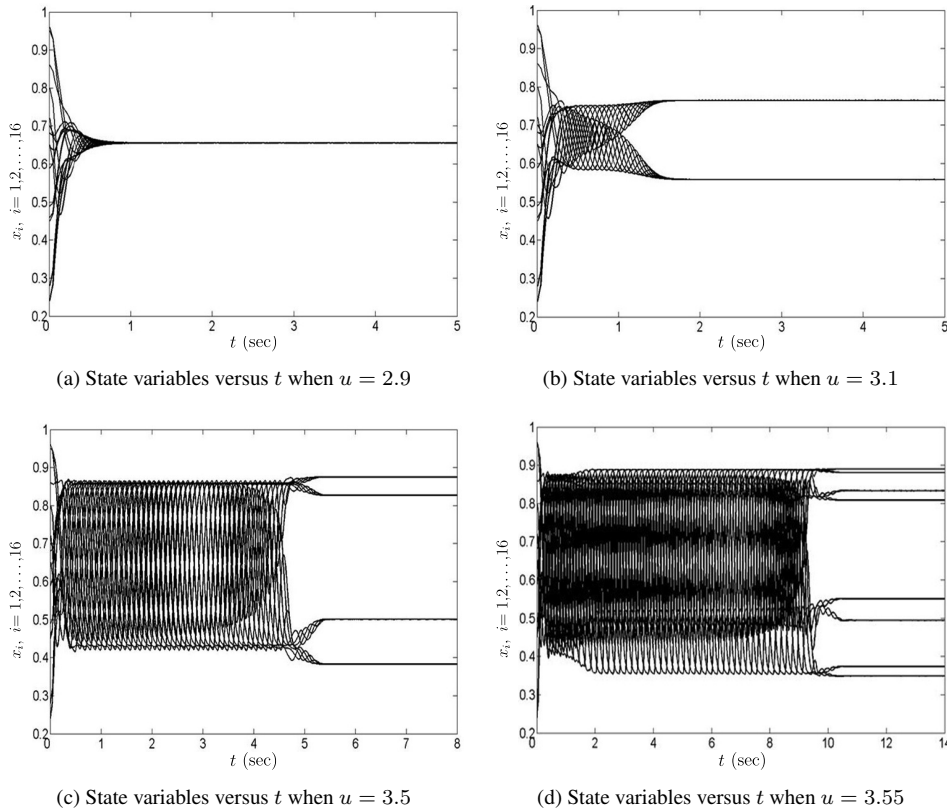 1
0.9
0.8
0.7
0.6
0.5
0.4
0.3
0.2
x_i, i= 1,2,...,16
0 1 2 3 4 5
t (sec)
(a) State variables versus t when u = 2.9
1
0.9
0.8
0.7
0.6
0.5
0.4
0.3
0.2
x_i, i= 1,2,...,16
0 1 2 3 4 5
t (sec)
(b) State variables versus t when u = 3.1
1
0.9
0.8
0.7
0.6
0.5
0.4
0.3
0.2
x_i, i= 1,2,...,16
0 1 2 3 4 5 6 7 8
t (sec)
(c) State variables versus t when u = 3.5
1
0.9
0.8
0.7
0.6
0.5
0.4
0.3
0.2
x_i, i= 1,2,...,16
0 2 4 6 8 10 12 14
t (sec)
(d) State variables versus t when u = 3.55